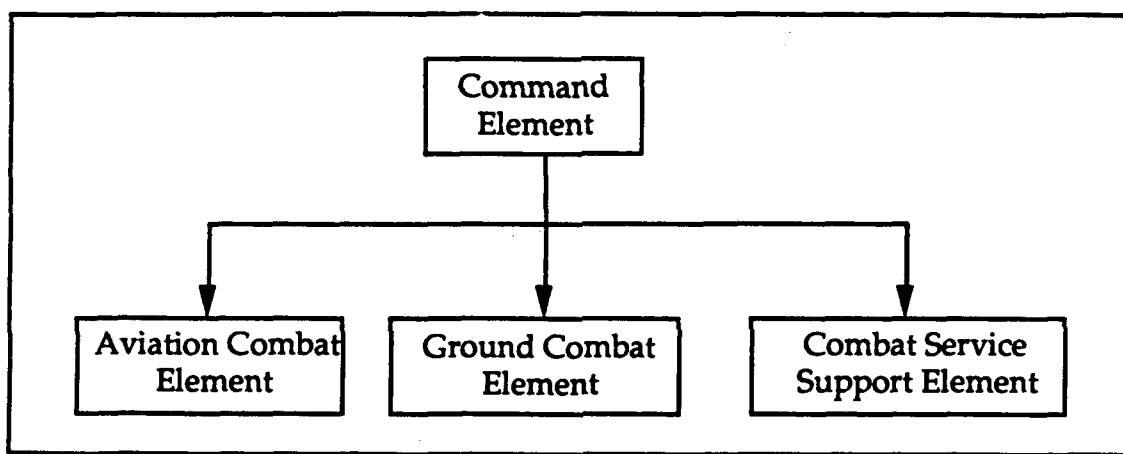 Command
Element
Aviation Combat
Element
Ground Combat
Element
Combat Service
Support Element